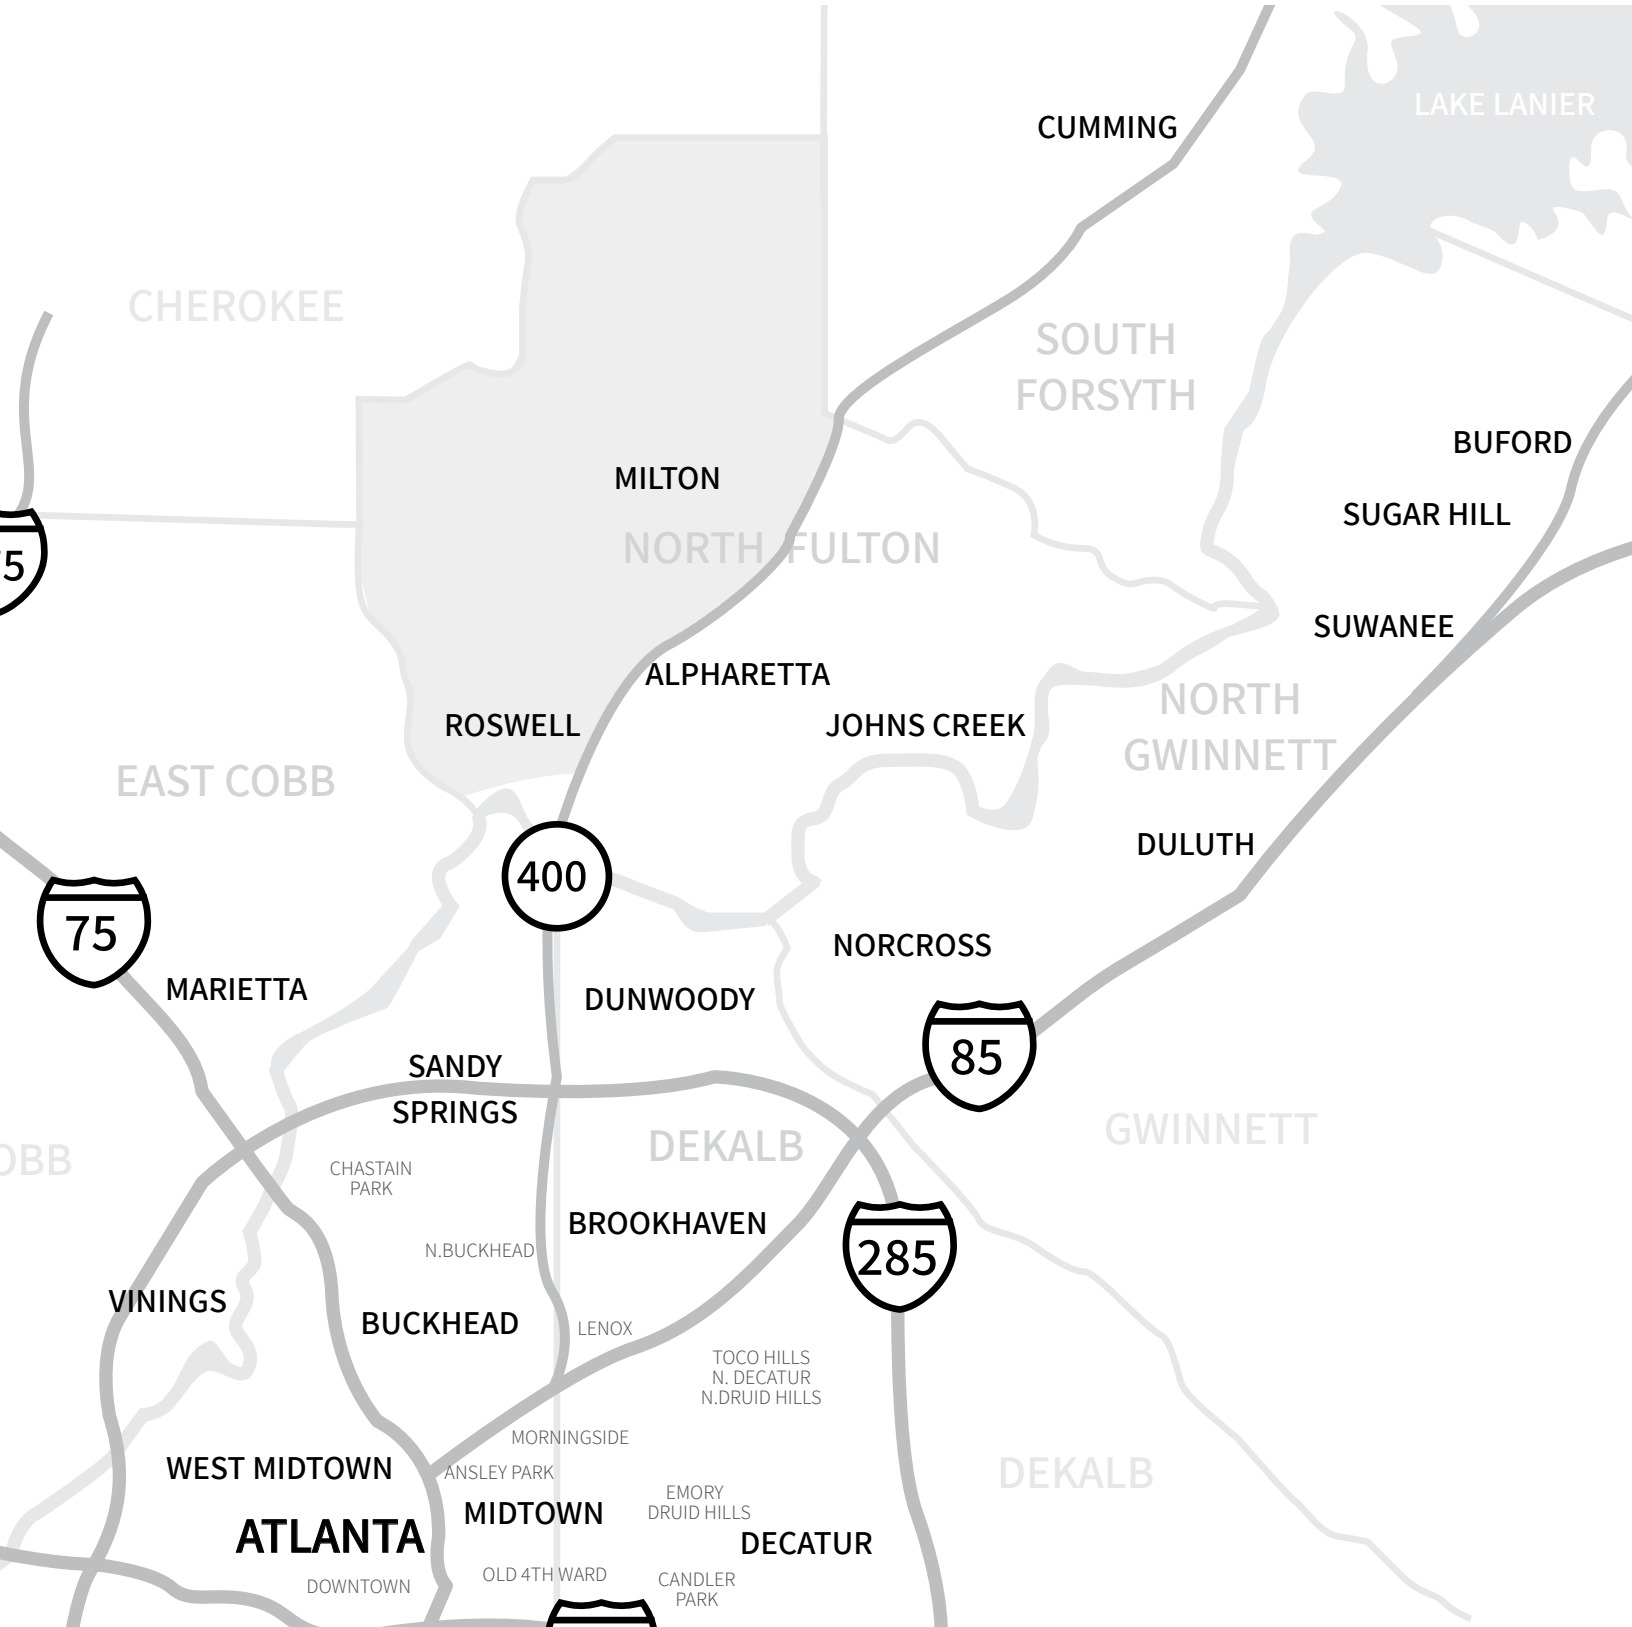 LAKE LANIER
CUMMING
CHEROKEE
SOUTH
FORSYTH
BUFORD
MILTON
SUGAR HILL
NORTH FULTON
5
SUWANEE
ALPHARETTA
NORTH
GWINNETT
ROSWELL
JOHNS CREEK
EAST COBB
DULUTH
400
75
NORCROSS
MARIETTA
DUNWOODY
85
SANDY
SPRINGS
GWINNETT
DEKALB
OBB
CHASTAIN
PARK
BROOKHAVEN
N.BUCKHEAD
285
VININGS
BUCKHEAD
LENOX
TOCO HILLS
N. DECATUR
N.DRUID HILLS
MORNINGSIDE
WEST MIDTOWN
ANSLEY PARK
DEKALB
EMORY
DRUID HILLS
MIDTOWN
ATLANTA
DECATUR
OLD 4TH WARD
CANDLER
PARK
DOWNTOWN